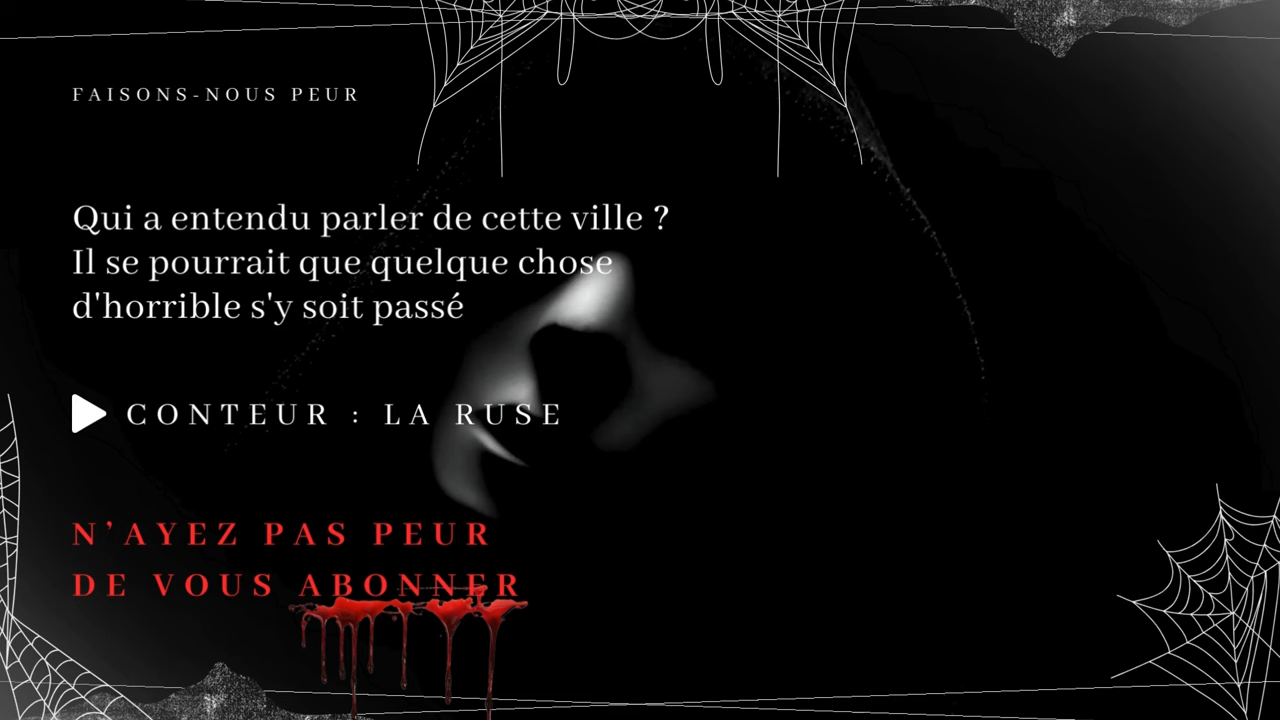 FAISONS-NOUS PEUR
Qui a entendu parler de cette ville ?
Il se pourrait que quelque chose
d'horrible s'y soit passé
CONTEUR : LA RUSE
N’AYEZ PAS PEUR
DE VOUS ABONNER